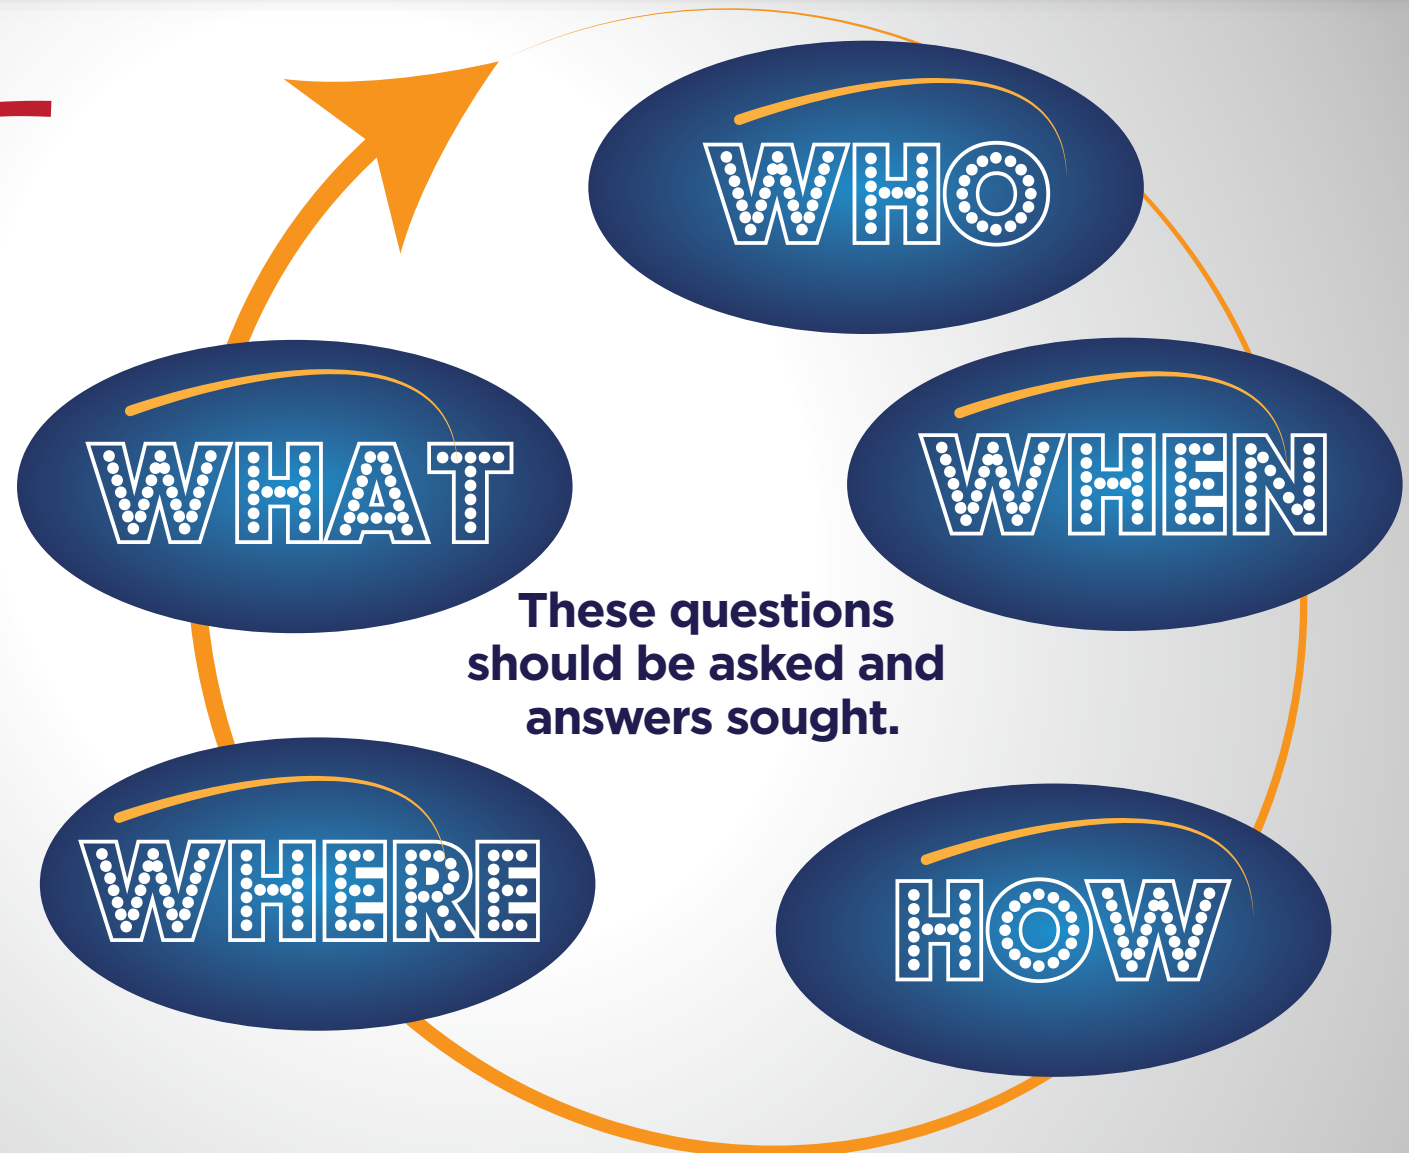 WHO
WHAT
WHEN
These questions
should be asked and
answers sought.
WHERE
HOW